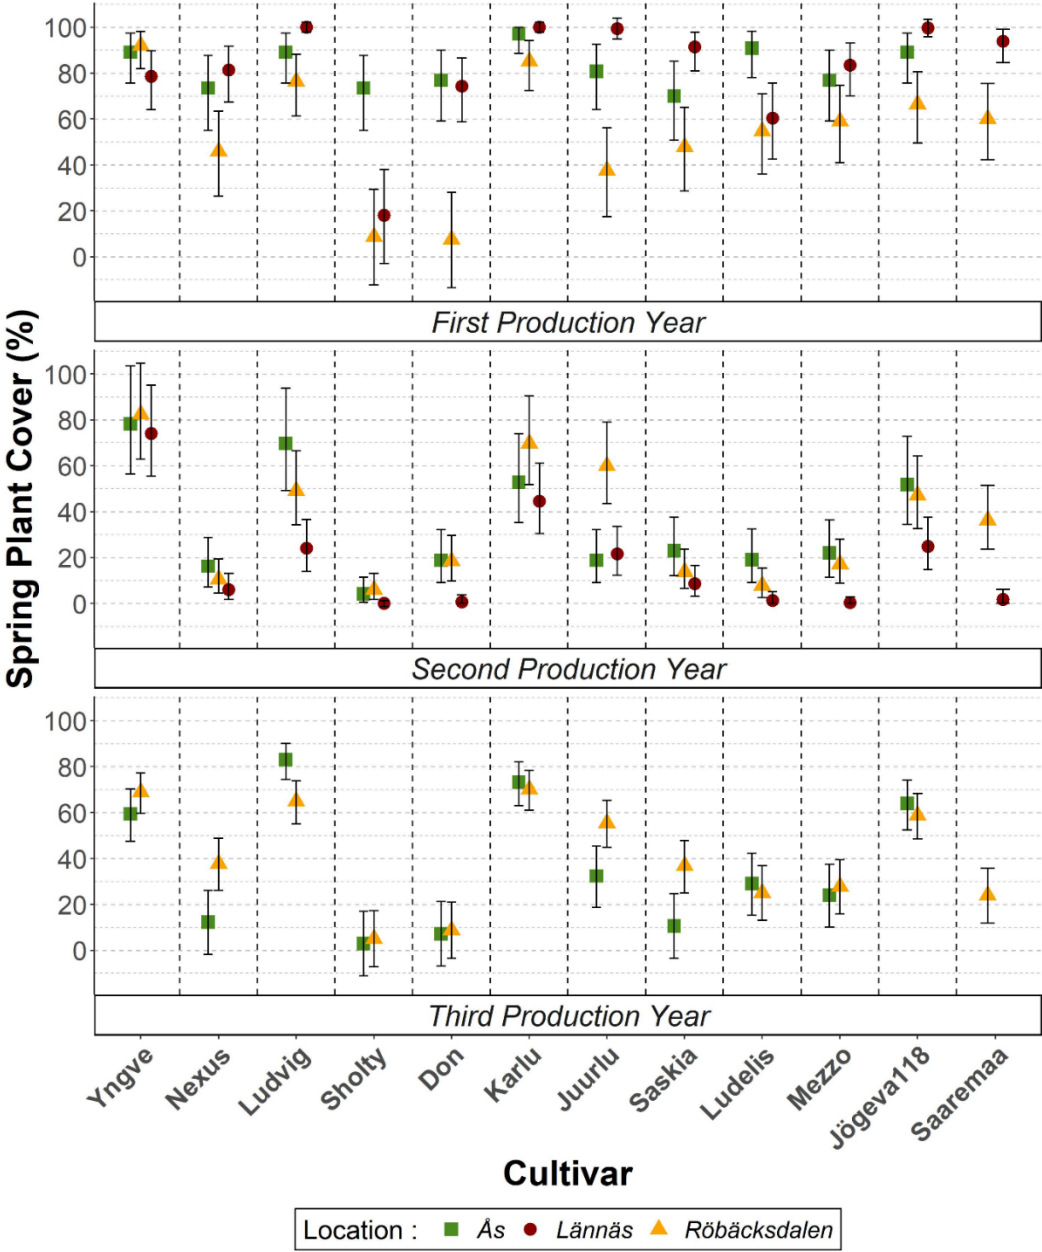 Spring Plant Cover (%)
100
80
60
40
20
0
First Production Year
100
80
60
40
20
0
Second Production Year
100
80
60
40
20
0
Third Production Year
Yngve
Nexus
Ludvig
Sholty
Don
Karlu
Juurlu
Saskia
Ludelis
Mezzo
Jögeva118
Saaremaa
Cultivar
Location : Ås Lännäs Röbäcksdalen